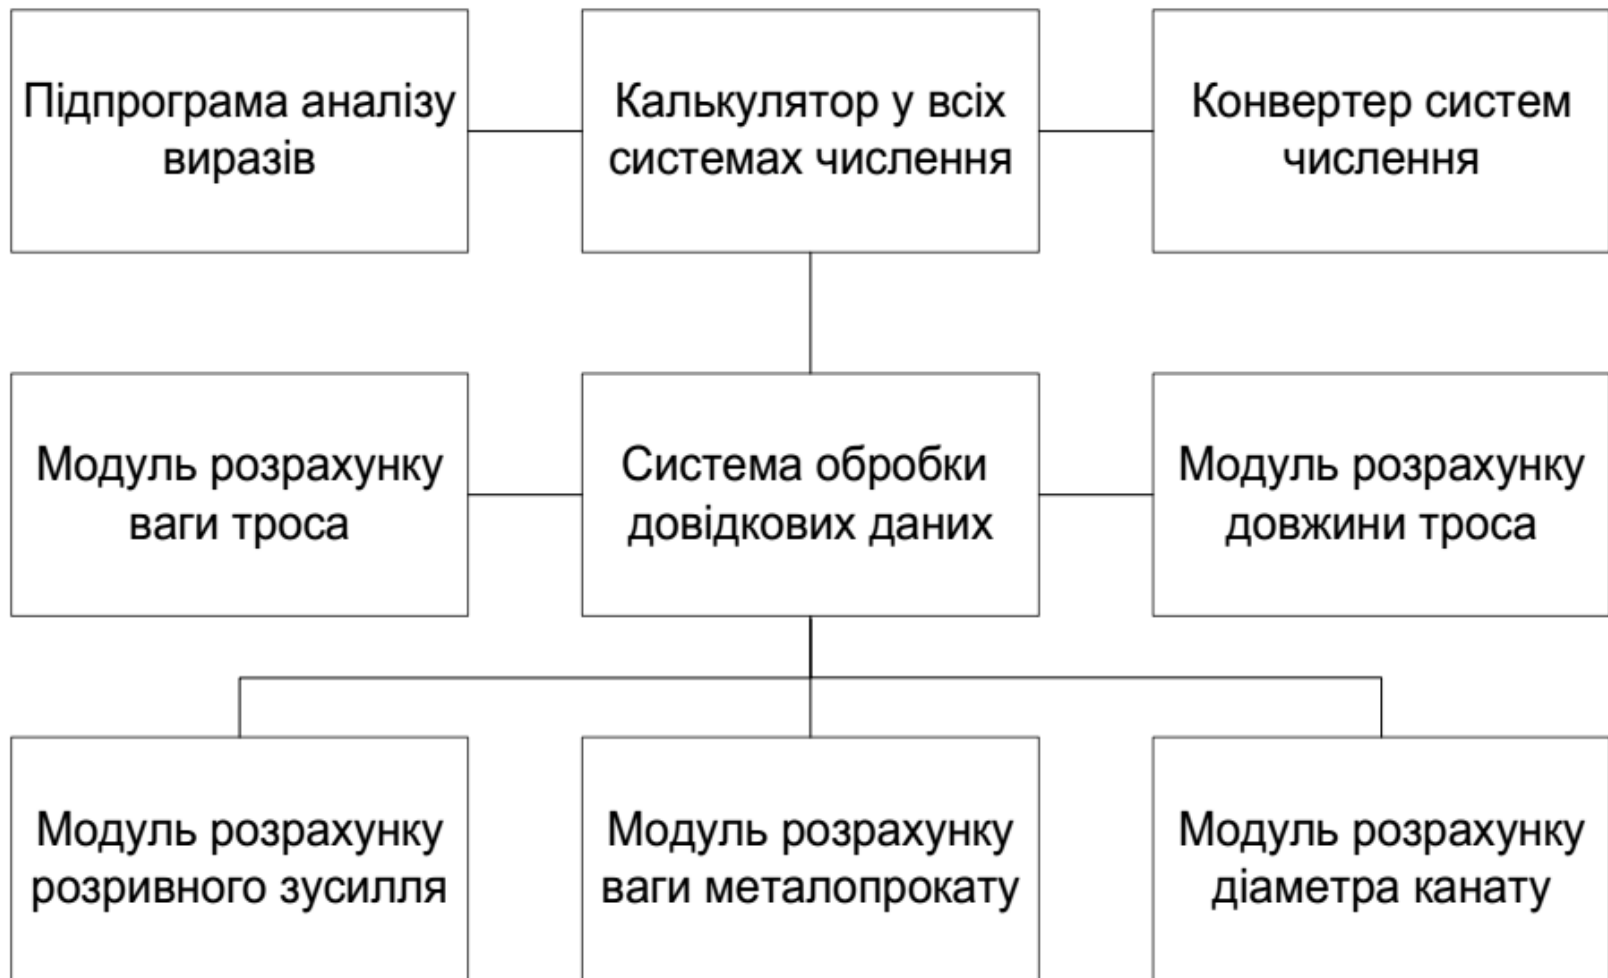 Підпрограма аналізу
виразів
Калькулятор у всіх
системах числення
Конвертер систем
числення
Модуль розрахунку
ваги троса
Система обробки
довідкових даних
Модуль розрахунку
довжини троса
Модуль розрахунку
розривного зусилля
Модуль розрахунку
ваги металопрокату
Модуль розрахунку
діаметра канату